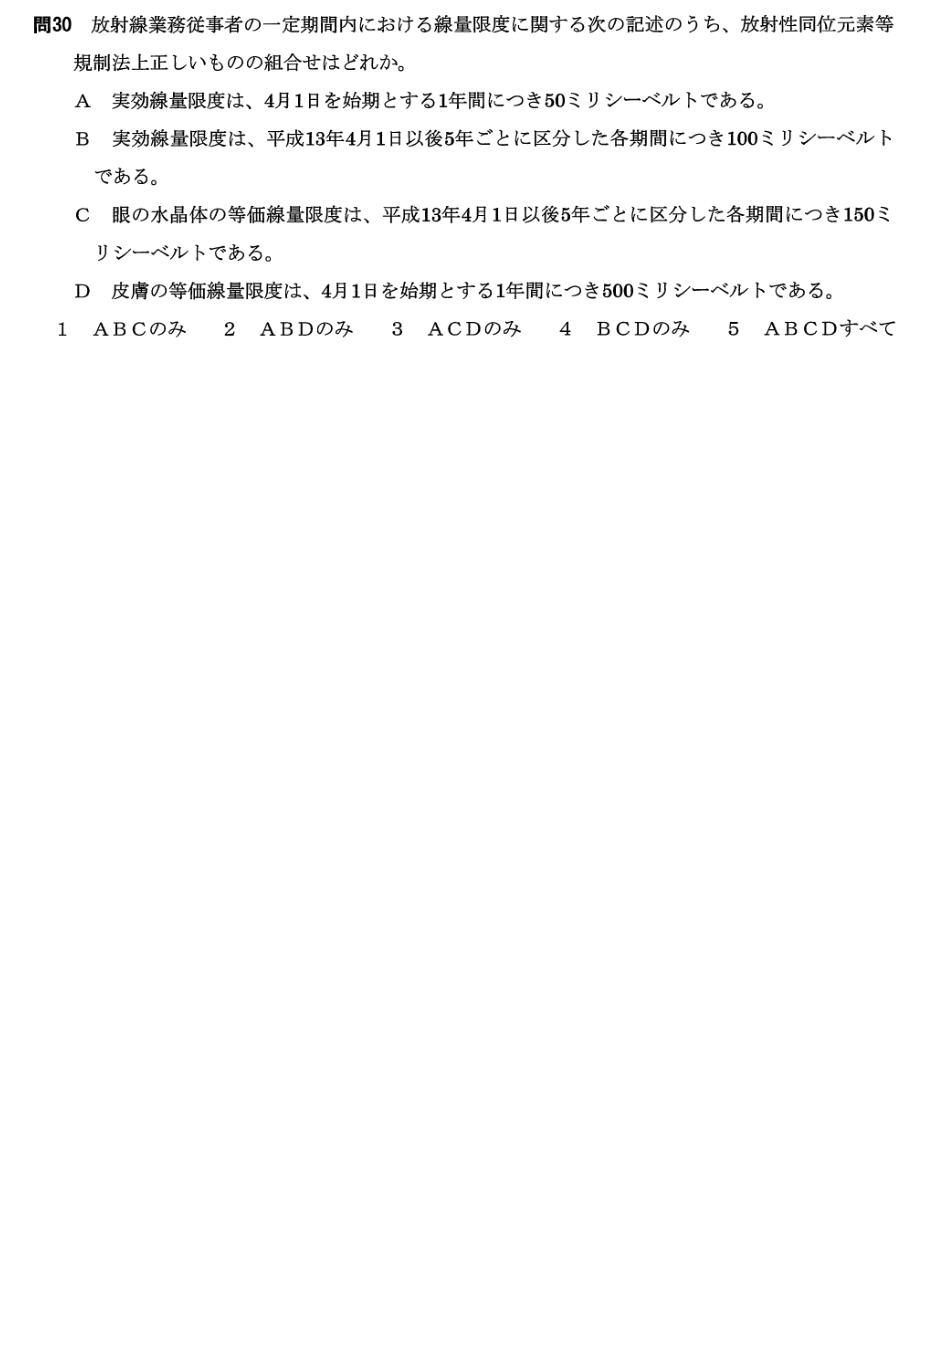 問30　放射線業務従事者の一定期間内における線量限度に関する次の記述のうち、放射性同位元素等
規制法上正しいものの組合せはどれか。
A　実効線量限度は、4月1日を始期とする1年間につき50ミリシーベルトである。
B　実効線量限度は、平成13年4月1日以後5年ごとに区分した各期間につき100ミリシーベルト
である。
C　眼の水晶体の等価線量限度は、平成13年4月1日以後5年ごとに区分した各期間につき150ミ
リシーベルトである。
D　皮膚の等価線量限度は、4月1日を始期とする1年間につき500ミリシーベルトである。
1　ABCのみ　2　ABDのみ　3　ACDのみ　4　BCDのみ　5　ABCDすべて